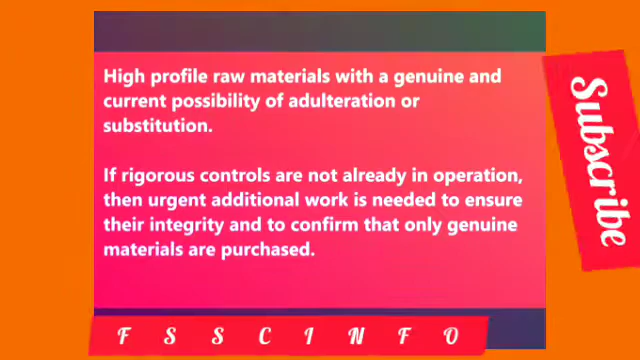 High profile raw materials with a genuine and
current possibility of adulteration or
substitution.
If rigorous controls are not already in operation,
then urgent additional work is needed to ensure
their integrity and to confirm that only genuine
materials are purchased.
Subscribe
F S S C I N F O